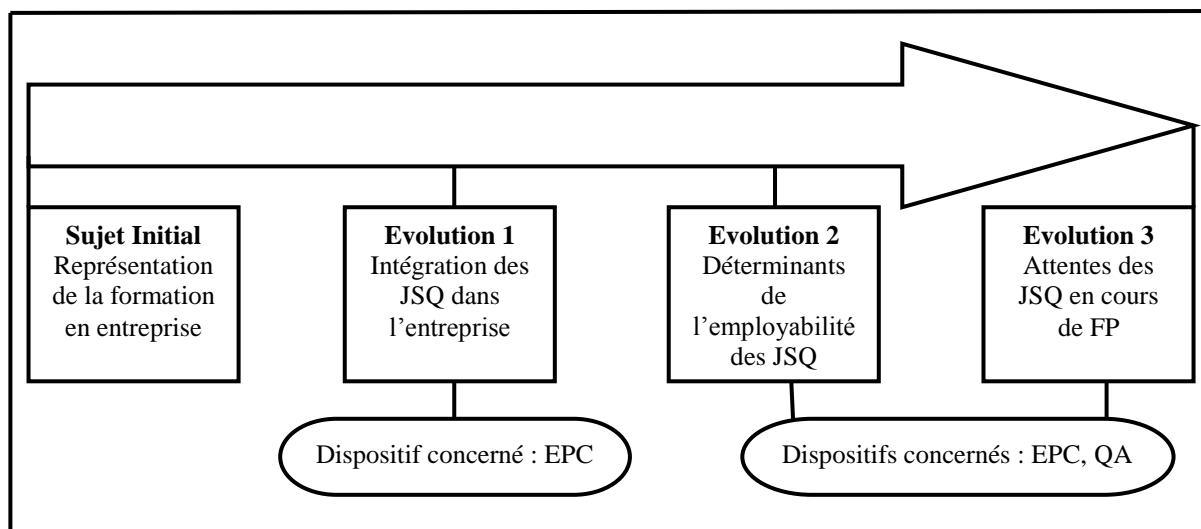 Sujet Initial
Représentation
de la formation
en entreprise
Evolution 1
Intégration des
JSQ dans
l’entreprise
Evolution 2
Déterminants
de
l’employabilité
des JSQ
Evolution 3
Attentes des
JSQ en cours
de FP
Dispositif concerné : EPC
Dispositifs concernés : EPC, QA